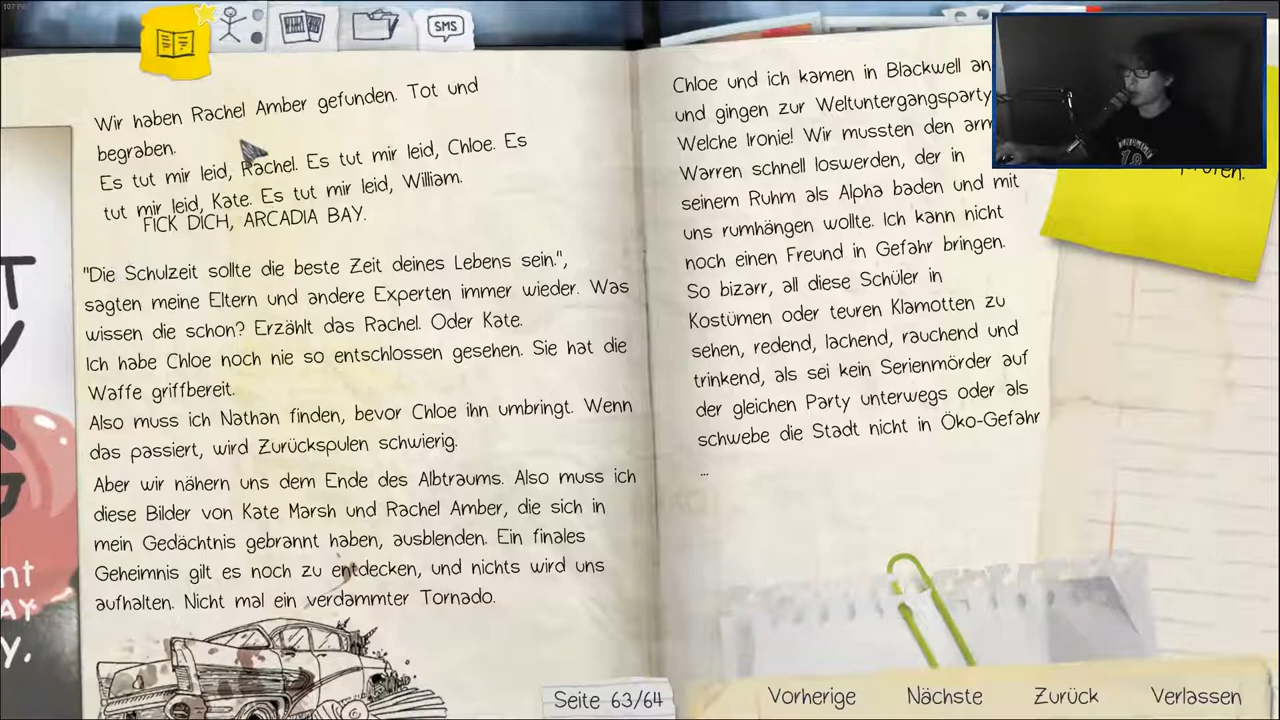 107 FPS
SMS
Wir haben Rachel Amber gefunden. Tot und
begraben.
Es tut mir leid, Rachel. Es tut mir leid, Chloe. Es
tut mir leid, Kate. Es tut mir leid, William.
FICK DICH, ARCADIA BAY.
"Die Schulzeit sollte die beste Zeit deines Lebens sein.",
sagten meine Eltern und andere Experten immer wieder. Was
wissen die schon? Erzählt das Rachel. Oder Kate.
Ich habe Chloe noch nie so entschlossen gesehen. Sie hat die
Waffe griffbereit.
Also muss ich Nathan finden, bevor Chloe ihn umbringt. Wenn
das passiert, wird Zurückspulen schwierig.
Aber wir nähern uns dem Ende des Albtraums. Also muss ich
diese Bilder von Kate Marsh und Rachel Amber, die sich in
mein Gedächtnis gebrannt haben, ausblenden. Ein finales
Geheimnis gilt es noch zu entdecken, und nichts wird uns
aufhalten. Nicht mal ein verdammter Tornado.
Chloe und ich kamen in Blackwell an
und gingen zur Weltuntergangsparty
Welche Ironie! Wir mussten den arm
Warren schnell loswerden, der in
seinem Ruhm als Alpha baden und mit
uns rumhängen wollte. Ich kann nicht
noch einen Freund in Gefahr bringen.
So bizarr, all diese Schüler in
Kostümen oder teuren Klamotten zu
sehen, redend, lachend, rauchend und
trinkend, als sei kein Serienmörder auf
der gleichen Party unterwegs oder als
schwebe die Stadt nicht in Öko-Gefahr
...
Seite 63/64
Vorherige
Nächste
Zurück
Verlassen